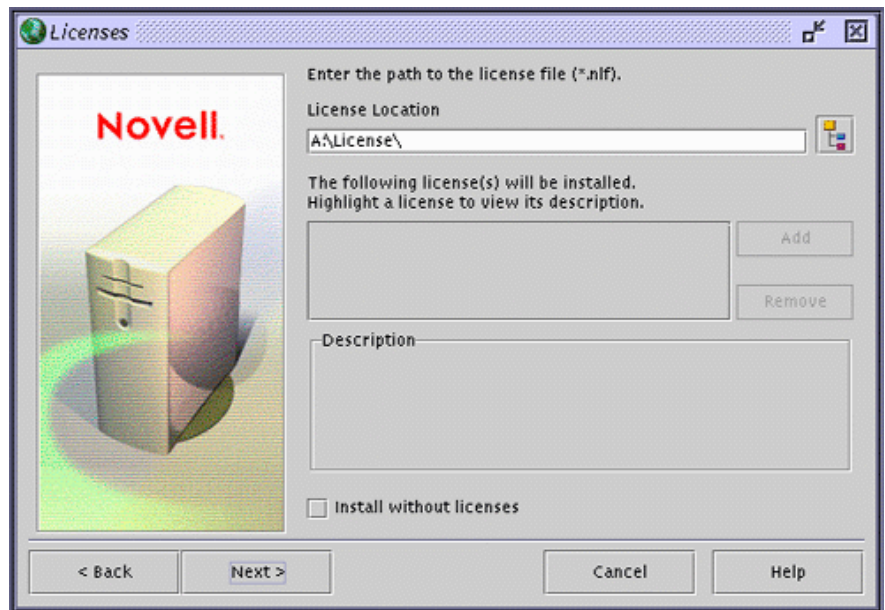 Licenses
Novell.
Enter the path to the license file (*.nlf).
License Location
A:\License\
The following license(s) will be installed.
Highlight a license to view its description.
Add
Remove
Description
Install without licenses
< Back
Next >
Cancel
Help